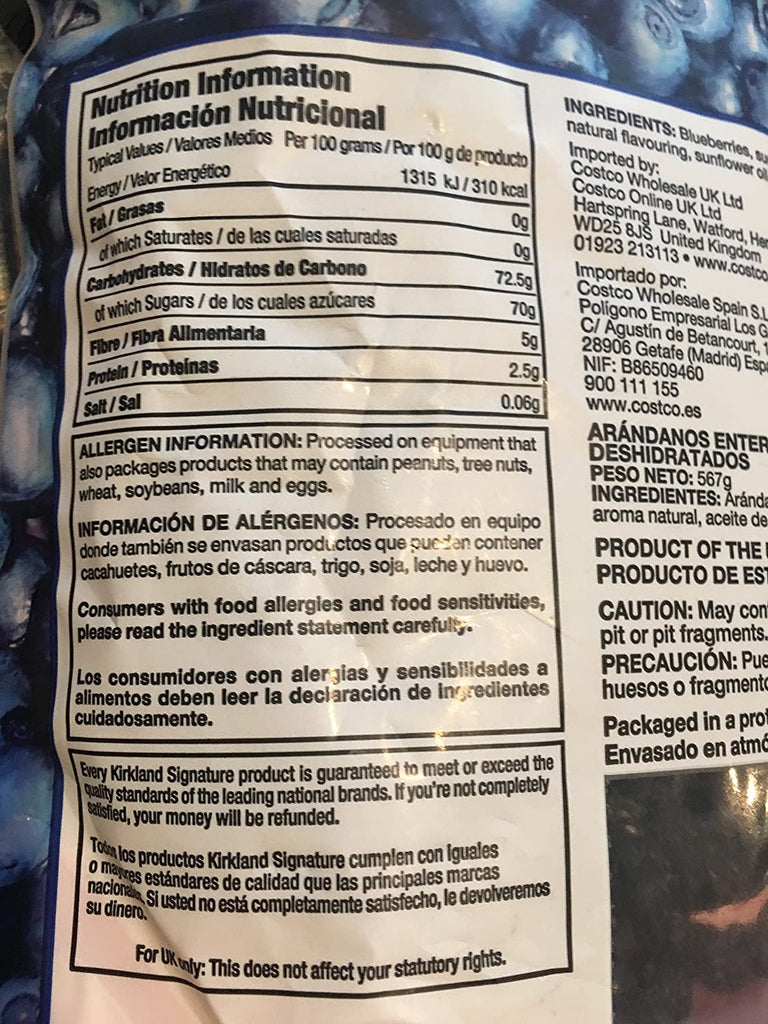 Nutrition Information
Información Nutricional
Typical Values / Valores Medios Per 100 grams / Por 100 g de producto
Energy / Valor Energético 1315 kJ / 310 kcal
Fat / Grasas 0g
of which Saturates / de las cuales saturadas 0g
Carbohydrates / Hidratos de Carbono 72.5g
of which Sugars / de los cuales azúcares 70g
Fibre / Fibra Alimentaria 5g
Protein / Proteínas 2.5g
Salt / Sal 0.06g
ALLERGEN INFORMATION: Processed on equipment that
also packages products that may contain peanuts, tree nuts,
wheat, soybeans, milk and eggs.
INFORMACIÓN DE ALÉRGENOS: Procesado en equipo
donde también se envasan productos que pueden contener
cacahuetes, frutos de cáscara, trigo, soja, leche y huevo.
Consumers with food allergies and food sensitivities,
please read the ingredient statement carefully.
Los consumidores con alergias y sensibilidades a
alimentos deben leer la declaración de ingredientes
cuidadosamente.
Every Kirkland Signature product is guaranteed to meet or exceed the
quality standards of the leading national brands. If you're not completely
satisfied, your money will be refunded.
Todos los productos Kirkland Signature cumplen con iguales
o mayores estándares de calidad que las principales marcas
nacionales. Si usted no está completamente satisfecho, le devolveremos
su dinero.
For UK only: This does not affect your statutory rights.
INGREDIENTS: Blueberries, su
natural flavouring, sunflower oil
Imported by:
Costco Wholesale UK Ltd
Costco Online UK Ltd
Hartspring Lane, Watford, Her
WD25 8JS United Kingdom
01923 213113 • www.costco
Importado por:
Costco Wholesale Spain S.L
Polígono Empresarial Los G
C/ Agustín de Betancourt, 1
28906 Getafe (Madrid) Espa
NIF: B86509460
900 111 155
www.costco.es
ARÁNDANOS ENTER
DESHIDRATADOS
PESO NETO: 567g
INGREDIENTES: Aránda
aroma natural, aceite de
PRODUCT OF THE
PRODUCTO DE EST
CAUTION: May con
pit or pit fragments.
PRECAUCIÓN: Pue
huesos o fragmento
Packaged in a prot
Envasado en atmó